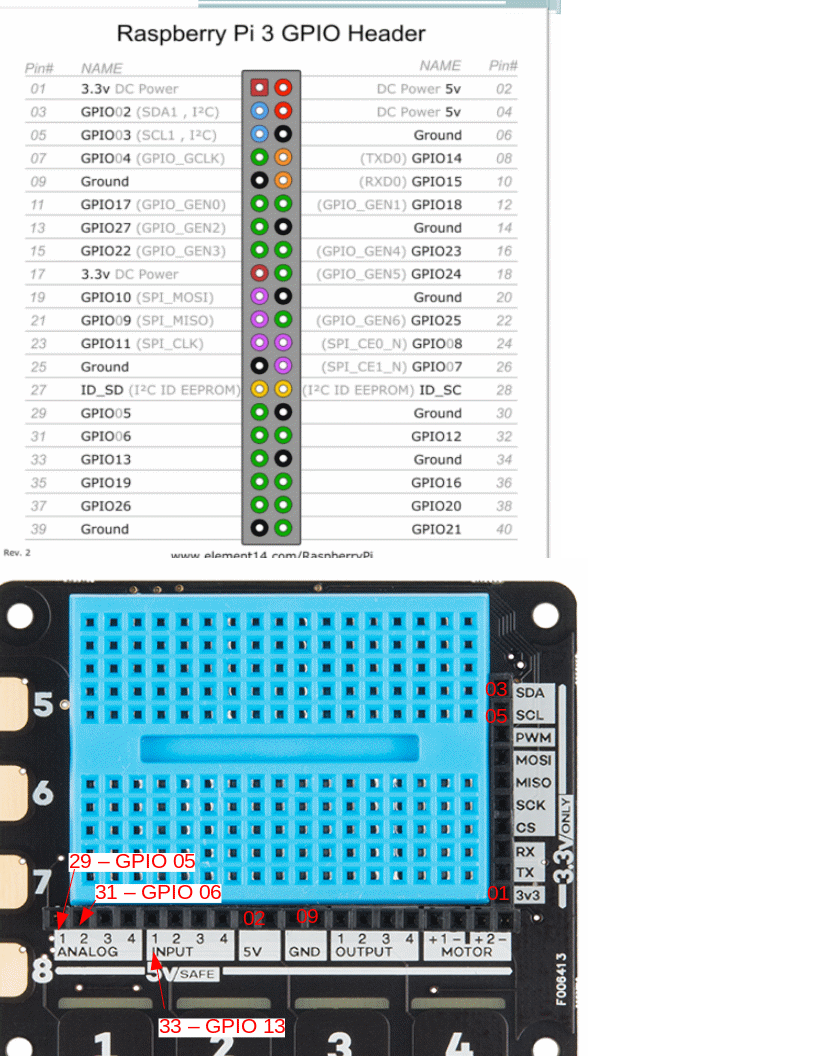 Raspberry Pi 3 GPIO Header
Pin# NAME NAME Pin#
01 3.3v DC Power DC Power 5v 02
03 GPIO02 (SDA1 , I²C) DC Power 5v 04
05 GPIO03 (SCL1 , I²C) Ground 06
07 GPIO04 (GPIO_GCLK) (TXD0) GPIO14 08
09 Ground (RXD0) GPIO15 10
11 GPIO17 (GPIO_GEN0) (GPIO_GEN1) GPIO18 12
13 GPIO27 (GPIO_GEN2) Ground 14
15 GPIO22 (GPIO_GEN3) (GPIO_GEN4) GPIO23 16
17 3.3v DC Power (GPIO_GEN5) GPIO24 18
19 GPIO10 (SPI_MOSI) Ground 20
21 GPIO09 (SPI_MISO) (GPIO_GEN6) GPIO25 22
23 GPIO11 (SPI_CLK) (SPI_CE0_N) GPIO08 24
25 Ground (SPI_CE1_N) GPIO07 26
27 ID_SD (I²C ID EEPROM) (I²C ID EEPROM) ID_SC 28
29 GPIO05 Ground 30
31 GPIO06 GPIO12 32
33 GPIO13 Ground 34
35 GPIO19 GPIO16 36
37 GPIO26 GPIO20 38
39 Ground GPIO21 40
Rev. 2
www.element14.com/RaspberryPi
5
03 SDA
05 SCL
PWM
MOSI
6
MISO
SCK
CS
RX
TX
3v3
01
3.3v/ONLY
7
29 – GPIO 05
31 – GPIO 06
02 09
1 2 3 4 1 2 3 4 5V GND 1 2 3 4 +1- +2-
ANALOG INPUT OUTPUT MOTOR
8
5V/SAFE
F006413
33 – GPIO 13
1 2 3 4